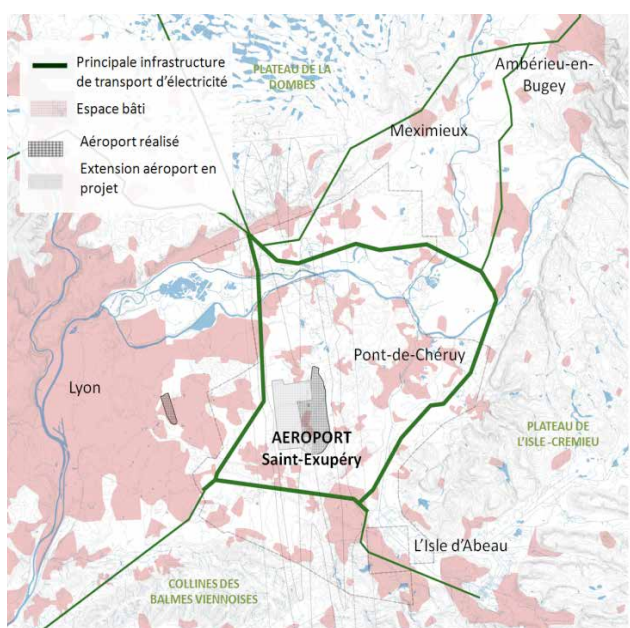 Principale infrastructure
de transport d'électricité
Espace bâti
Aéroport réalisé
Extension aéroport en
projet
PLATEAU DE LA
DOMBES
Ambérieu-en-
Bugey
Meximieux
Pont-de-Chéruy
Lyon
AEROPORT
Saint-Exupéry
PLATEAU DE
L'ISLE-CREMIEU
L'Isle d'Abeau
COLLINES DES
BALMES VIENNOISES